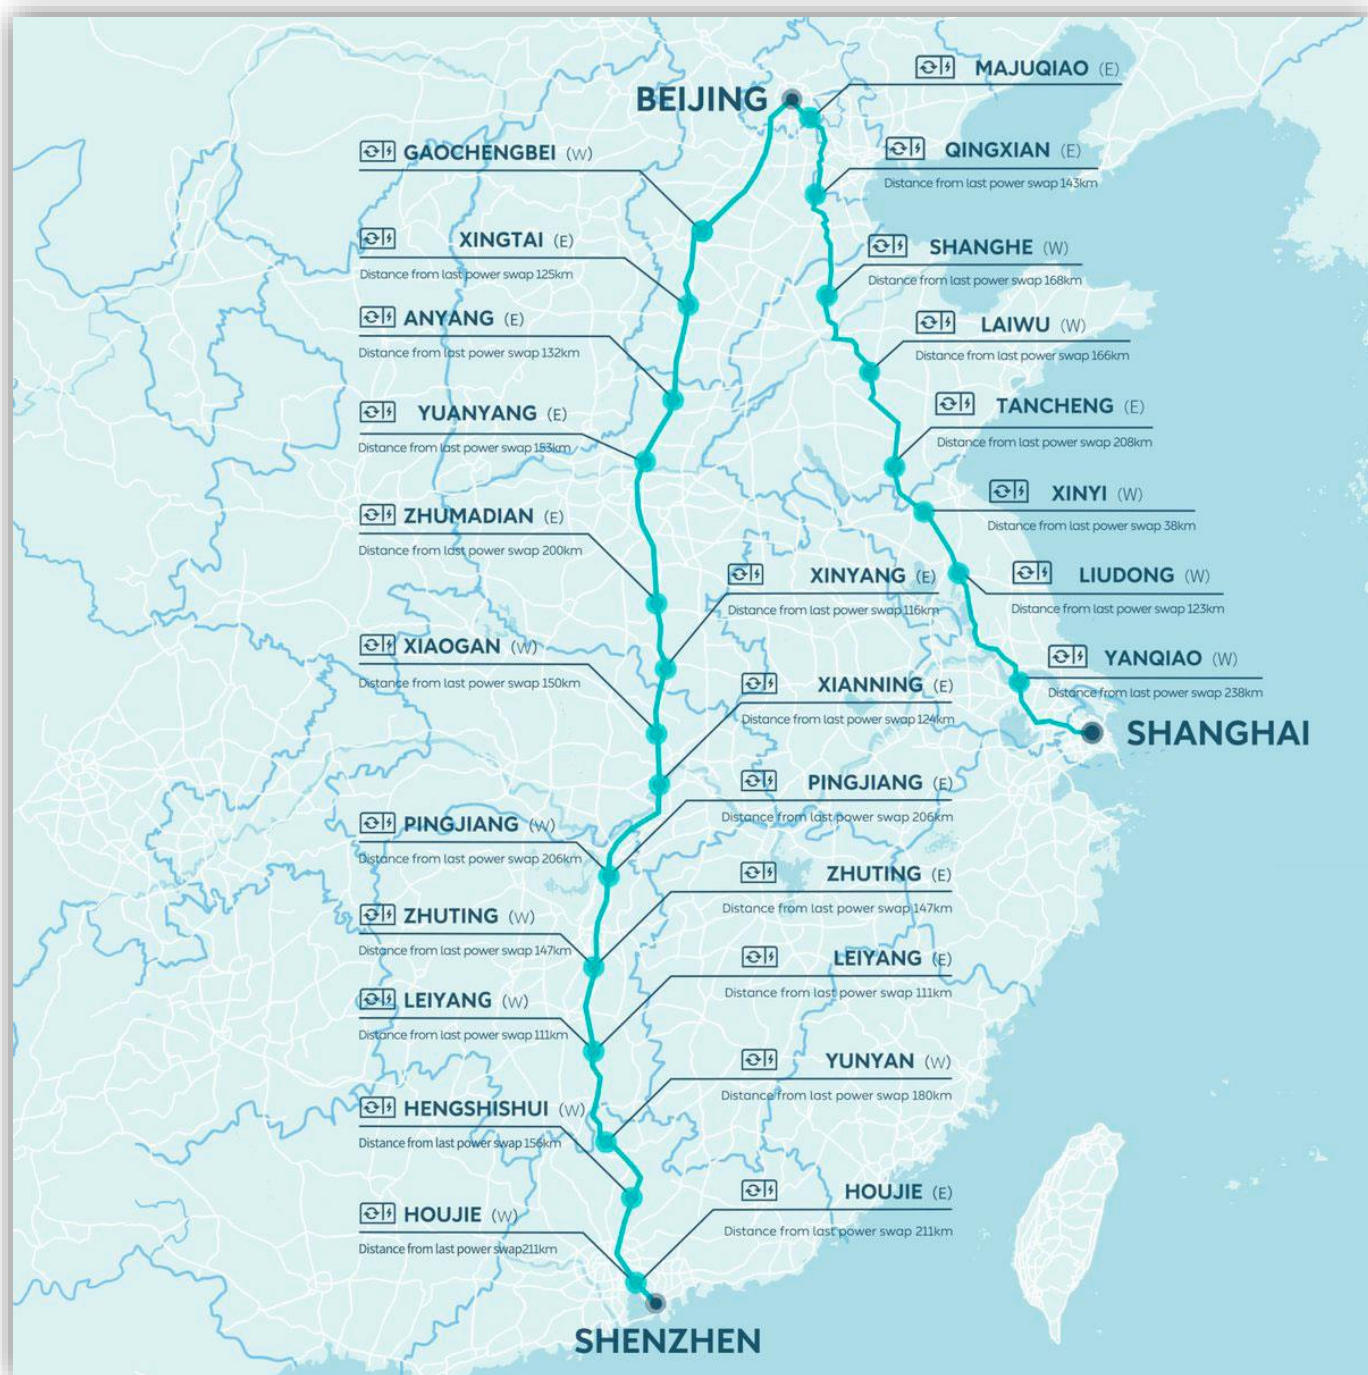 BEIJING
MAJUQIAO (E)
QINGXIAN (E)
Distance from last power swap 143km
SHANGHE (W)
Distance from last power swap 168km
LAIWU (W)
Distance from last power swap 166km
TANCHENG (E)
Distance from last power swap 208km
XINYI (W)
Distance from last power swap 38km
LIUDONG (W)
Distance from last power swap 123km
YANQIAO (W)
Distance from last power swap 238km
SHANGHAI
GAOCHENGBEI (W)
XINGTAI (E)
Distance from last power swap 125km
ANYANG (E)
Distance from last power swap 132km
YUANYANG (E)
Distance from last power swap 153km
ZHUMADIAN (E)
Distance from last power swap 200km
XINYANG (E)
Distance from last power swap 116km
XIAOGAN (W)
Distance from last power swap 150km
XIANNING (E)
Distance from last power swap 124km
PINGJIANG (E)
Distance from last power swap 206km
PINGJIANG (W)
Distance from last power swap 206km
ZHUTING (E)
Distance from last power swap 147km
ZHUTING (W)
Distance from last power swap 147km
LEIYANG (E)
Distance from last power swap 111km
LEIYANG (W)
Distance from last power swap 111km
YUNYAN (W)
Distance from last power swap 180km
HENGSHISHUI (W)
Distance from last power swap 156km
HOUJIE (E)
Distance from last power swap 211km
HOUJIE (W)
Distance from last power swap211km
SHENZHEN